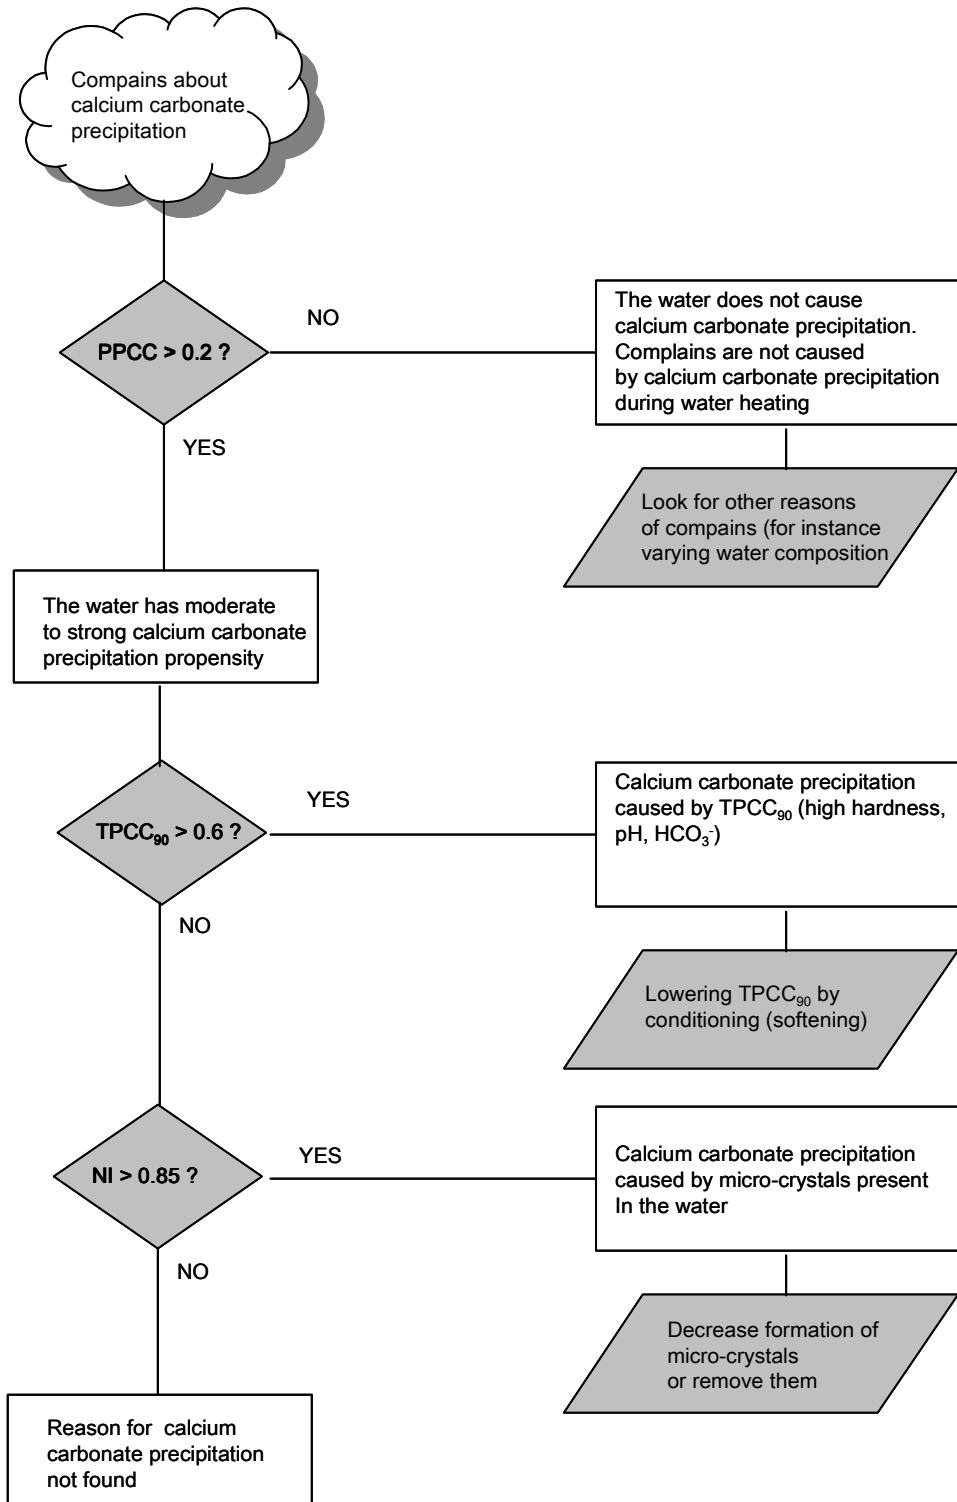 Compains about
calcium carbonate
precipitation
PPCC > 0.2 ?
NO
The water does not cause
calcium carbonate precipitation.
Complains are not caused
by calcium carbonate precipitation
during water heating
YES
Look for other reasons
of compains (for instance
varying water composition
The water has moderate
to strong calcium carbonate
precipitation propensity
TPCC₉₀ > 0.6 ?
YES
Calcium carbonate precipitation
caused by TPCC₉₀ (high hardness,
pH, HCO₃⁻)
NO
Lowering TPCC₉₀ by
conditioning (softening)
NI > 0.85 ?
YES
Calcium carbonate precipitation
caused by micro-crystals present
In the water
NO
Decrease formation of
micro-crystals
or remove them
Reason for calcium
carbonate precipitation
not found